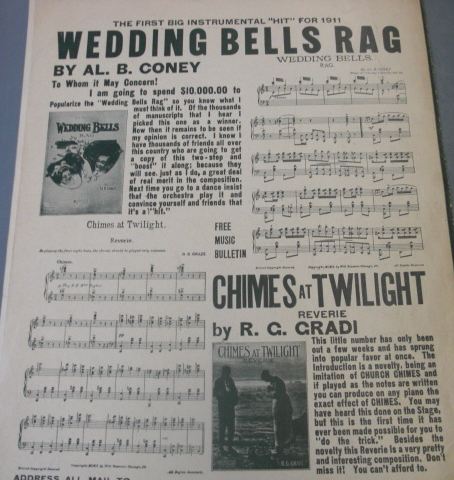 THE FIRST BIG INSTRUMENTAL "HIT" FOR 1911
WEDDING BELLS RAG
BY AL. B. CONEY
To Whom it May Concern!
I am going to spend $10.000.00 to
Popularize the "Wedding Bells Rag" so you know what I
must think of it. Of the thousands
of manuscripts that I hear I
picked this one as a winner.
Now then it remains to be seen if
my opinion is correct. I know I
have thousands of friends all over
this country who are going to get
a copy of this two-step and
"boost" it along; because they
will see, just as I do, a great deal
of real merit in the composition.
Next time you go to a dance insist
that the orchestra play it and
convince yourself and friends that
it's a "hit."
WEDDING BELLS
RAG
WEDDING BELLS.
RAG
AL. B. CONEY
FREE
MUSIC
BULLETIN
Chimes at Twilight.
Reverie.
R. G. GRADI.
Chimes.
CHIMES AT TWILIGHT
REVERIE
by R. G. GRADI
CHIMES AT TWILIGHT
REVERIE
R.G. GRADI
This little number has only been
out a few weeks and has sprung
into popular favor at once. The
Introduction is a novelty, being an
imitation of CHURCH CHIMES and
if played as the notes are written
you can produce on any piano the
exact effect of CHIMES. You may
have heard this done on the Stage,
but this is the first time it has
ever been made possible for you to
"do the trick." Besides the
novelty this Reverie is a very pretty
and interesting composition. Don't
miss it! You can't afford to.
ADDRESS ALL MAIL TO